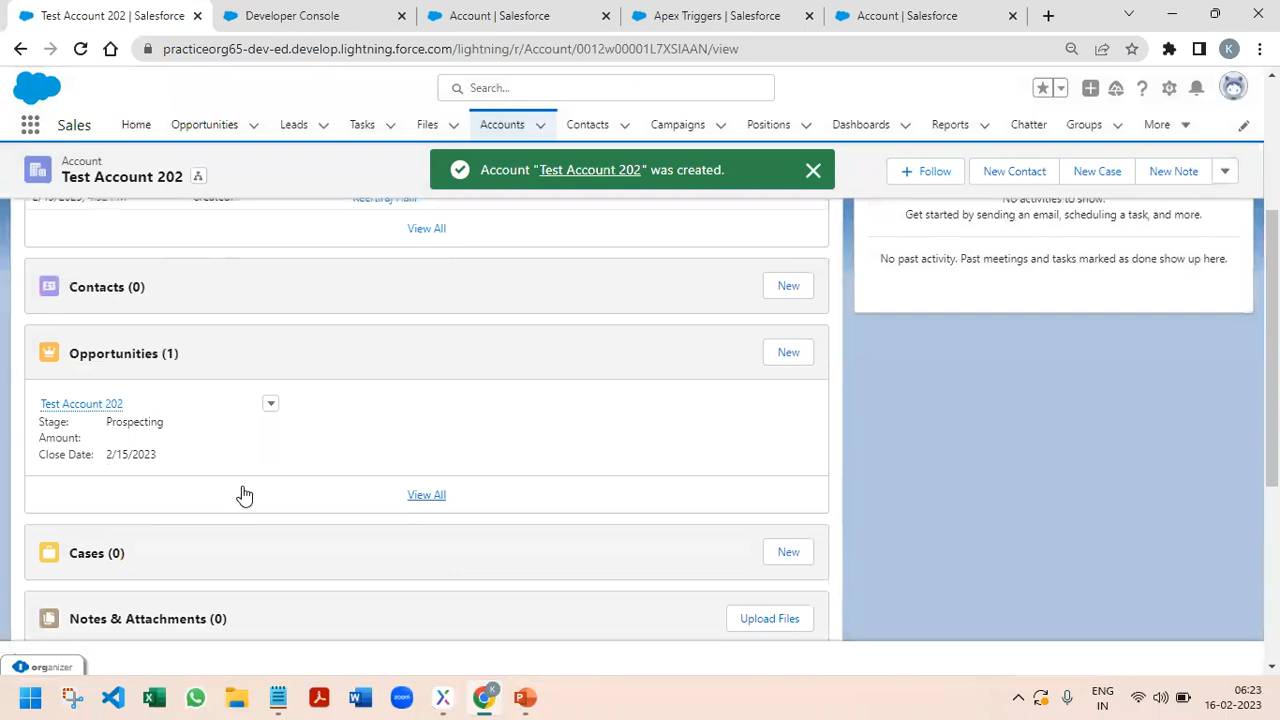 Test Account 202 | Salesforce
Developer Console
Account | Salesforce
Apex Triggers | Salesforce
Account | Salesforce
practiceorg65-dev-ed.develop.lightning.force.com/lightning/r/Account/0012w00001L7XSIAAN/view
K
Search...
Sales
Home
Opportunities
Leads
Tasks
Files
Accounts
Contacts
Campaigns
Positions
Dashboards
Reports
Chatter
Groups
More
Account
Test Account 202
Account "Test Account 202" was created.
Follow
New Contact
New Case
New Note
View All
No activities to show.
Get started by sending an email, scheduling a task, and more.
No past activity. Past meetings and tasks marked as done show up here.
Contacts (0)
New
Opportunities (1)
New
Test Account 202
Stage: Prospecting
Amount:
Close Date: 2/15/2023
View All
Cases (0)
New
Notes & Attachments (0)
Upload Files
organizer
ENG
IN
06:23
16-02-2023